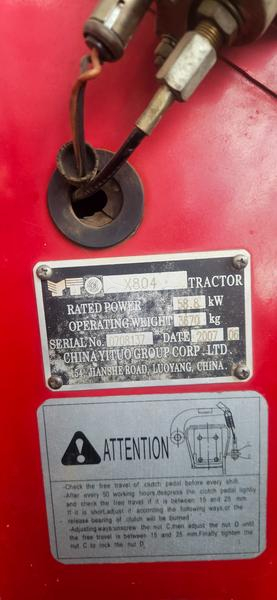 X804 TRACTOR
RATED POWER 58.8 kW
OPERATING WEIGHT 3570 kg
SERIAL No. 0708137 DATE 2007 06
CHINA YITUO GROUP CORP .LTD
154, JIANSHE ROAD, LUOYANG, CHINA.
ATTENTION
-Check the free travel of clutch pedal before every shift.
-After every 50 working hours,despress the clutch pedal lightly
and check the free travel if it is between 15 and 25 mm.
If it is short,adjust it according the following ways,or the
release bearing of clutch will be burned
-Adjusting ways:unscrew the nut C,then adjust the nut D until
the free travel is between 15 and 25 mm.Finally tighten the
nut C to lock the nut D.